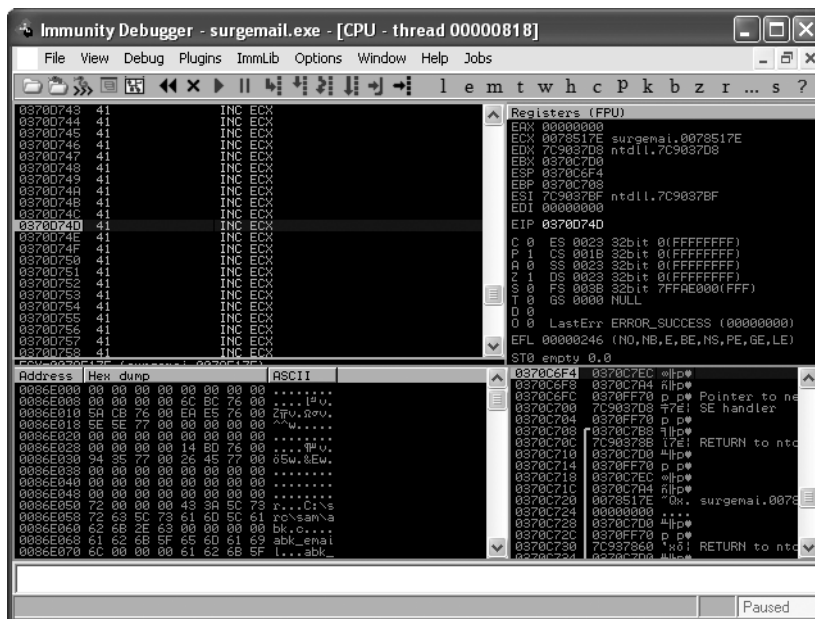 Immunity Debugger - surgemail.exe - [CPU - thread 00000818]
File View Debug Plugins ImmLib Options Window Help Jobs
l e m t w h c P k b z r ... s ?
0370D743 41 INC ECX
0370D744 41 INC ECX
0370D745 41 INC ECX
0370D746 41 INC ECX
0370D747 41 INC ECX
0370D748 41 INC ECX
0370D749 41 INC ECX
0370D74A 41 INC ECX
0370D74B 41 INC ECX
0370D74C 41 INC ECX
0370D74D 41 INC ECX
0370D74E 41 INC ECX
0370D74F 41 INC ECX
0370D750 41 INC ECX
0370D751 41 INC ECX
0370D752 41 INC ECX
0370D753 41 INC ECX
0370D754 41 INC ECX
0370D755 41 INC ECX
0370D756 41 INC ECX
0370D757 41 INC ECX
0370D758 41 INC ECX
Registers (FPU)
EAX 00000000
ECX 0078517E surgemai.0078517E
EDX 7C9037D8 ntdll.7C9037D8
EBX 0370C7D0
ESP 0370C6F4
EBP 0370C708
ESI 7C9037BF ntdll.7C9037BF
EDI 00000000
EIP 0370D74D
C 0 ES 0023 32bit 0(FFFFFFFF)
P 1 CS 001B 32bit 0(FFFFFFFF)
A 0 SS 0023 32bit 0(FFFFFFFF)
Z 1 DS 0023 32bit 0(FFFFFFFF)
S 0 FS 003B 32bit 7FFAE000(FFF)
T 0 GS 0000 NULL
D 0
O 0 LastErr ERROR_SUCCESS (00000000)
EFL 00000246 (NO,NB,E,BE,NS,PE,GE,LE)
ST0 empty 0.0
Address Hex dump ASCII
0086E000 00 00 00 00 00 00 00 00 ........
0086E008 00 00 00 00 6C BC 76 00
0086E010 5A CB 76 00 EA E5 76 00
0086E018 5E 5E 77 00 00 00 00 00 ^^w.....
0086E020 00 00 00 00 00 00 00 00 ........
0086E028 00 00 00 00 14 BD 76 00
0086E030 94 35 77 00 26 45 77 00 ö5w.&Ew.
0086E038 00 00 00 00 00 00 00 00 ........
0086E040 00 00 00 00 00 00 00 00 ........
0086E048 00 00 00 00 00 00 00 00 ........
0086E050 72 00 00 00 43 3A 5C 73 r...C:\s
0086E058 72 63 5C 73 61 6D 5C 61 rc\sam\a
0086E060 62 6B 2E 63 00 00 00 00 bk.c....
0086E068 61 62 6B 5F 65 6D 61 69 abk_emai
0086E070 6C 00 00 00 61 62 6B 5F l...abk_
0370C6F4 0370C7EC
0370C6F8 0370C7A4
0370C6FC 0370FF70 Pointer to ne
0370C700 7C9037D8 SE handler
0370C704 0370FF70
0370C708 0370C7B8
0370C70C 7C90378B RETURN to ntd
0370C710 0370C7D0
0370C714 0370FF70
0370C718 0370C7EC
0370C71C 0370C7A4
0370C720 0078517E surgemai.0078
0370C724 00000000 ....
0370C728 0370C7D0
0370C72C 0370FF70
0370C730 7C937860 RETURN to ntd
Paused